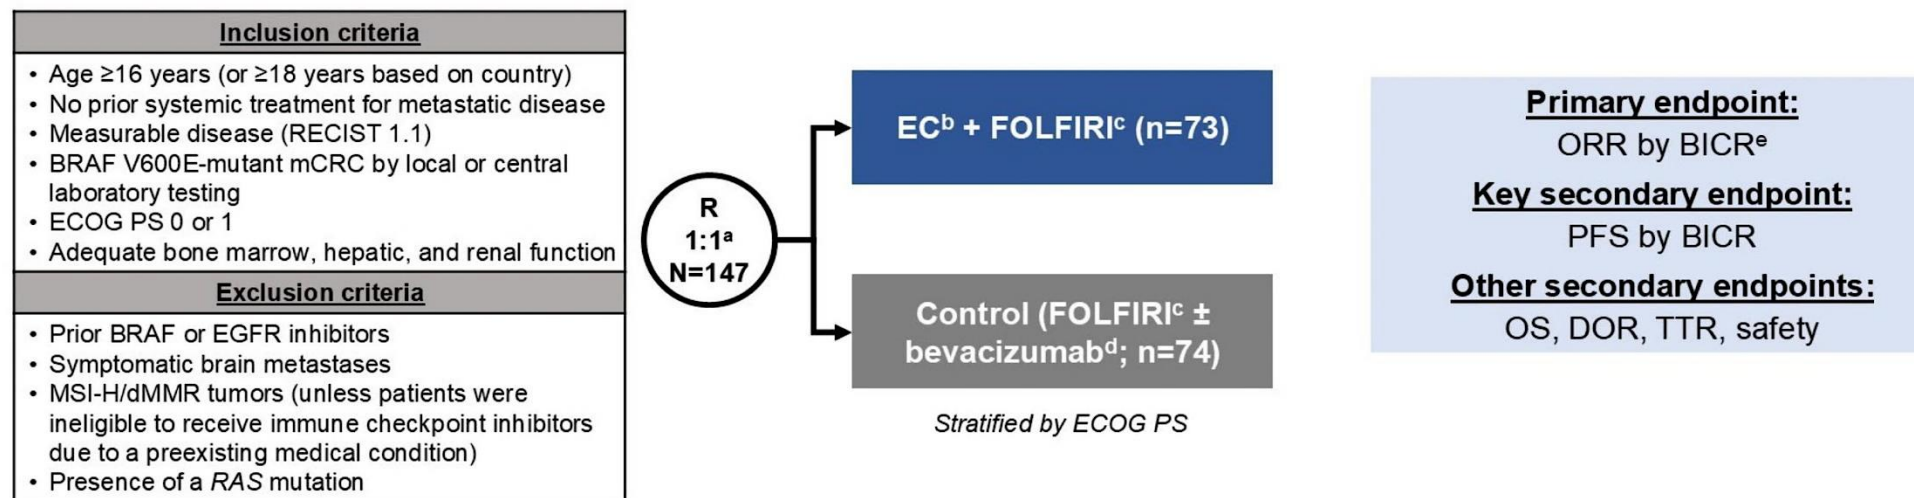 Inclusion criteria
• Age ≥16 years (or ≥18 years based on country)
• No prior systemic treatment for metastatic disease
• Measurable disease (RECIST 1.1)
• BRAF V600E-mutant mCRC by local or central
laboratory testing
• ECOG PS 0 or 1
• Adequate bone marrow, hepatic, and renal function
Exclusion criteria
• Prior BRAF or EGFR inhibitors
• Symptomatic brain metastases
• MSI-H/dMMR tumors (unless patients were
ineligible to receive immune checkpoint inhibitors
due to a preexisting medical condition)
• Presence of a RAS mutation
R
1:1ᵃ
N=147
ECᵇ + FOLFIRIᶜ (n=73)
Control (FOLFIRIᶜ ±
bevacizumabᵈ; n=74)
Stratified by ECOG PS
Primary endpoint:
ORR by BICRᵉ
Key secondary endpoint:
PFS by BICR
Other secondary endpoints:
OS, DOR, TTR, safety